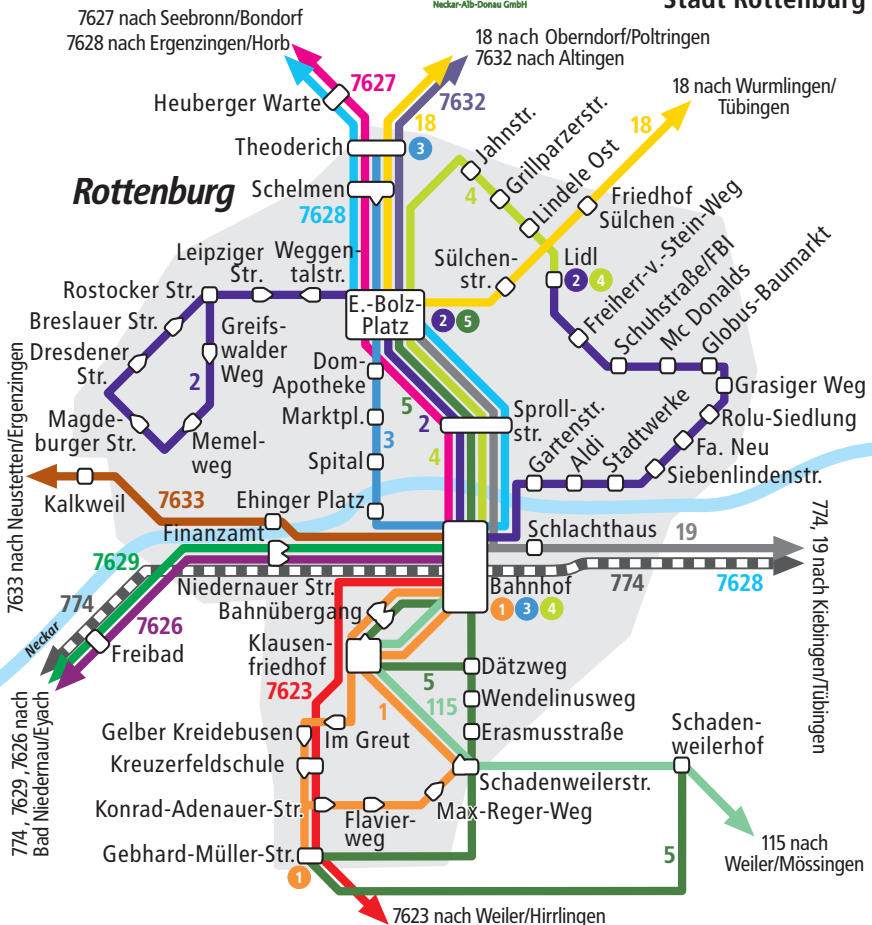 Neckar-Alb-Donau GmbH
Stadt Rottenburg
7627 nach Seebronn/Bondorf
7628 nach Ergenzingen/Horb
18 nach Oberndorf/Poltringen
7632 nach Altingen
18 nach Wurmlingen/
Tübingen
7627
7632
18
18
Heuberger Warte
Theoderich
3
Jahnstr.
Grillparzerstr.
Lindele Ost
4
Rottenburg
Schelmen
7628
Friedhof
Sülchen
Leipziger
Str.
Weggen-
talstr.
Sülchen-
str.
Lidl
2 4
Freiherr-v.-Stein-Weg
Schuhstraße/FBI
Mc Donalds
Globus-Baumarkt
Rostocker Str.
E.-Bolz-
Platz
2 5
Breslauer Str.
Greifs-
walder
Weg
Dresdener
Str.
2
Dom-
Apotheke
Marktpl.
5
2
3
4
Sproll-
str.
Grasiger Weg
Rolu-Siedlung
Fa. Neu
Siebenlindenstr.
Gartenstr.
Aldi
Stadtwerke
Magde-
burger Str.
Memel-
weg
Spital
7633 nach Neustetten/Ergenzingen
Kalkweil
7633
Ehinger Platz
Finanzamt
Schlachthaus
19
774, 19 nach Kiebingen/Tübingen
7629
774
7626
Neckar
Freibad
Niedernauer Str.
Bahnübergang
Bahnhof
1 3 4
774
7628
Klausen-
friedhof
7623
5
Dätzweg
1
115
Wendelinusweg
Gelber Kreidebusen
Im Greut
Erasmusstraße
Schaden-
weilerhof
Kreuzerfeldschule
Schadenweilerstr.
Konrad-Adenauer-Str.
Flavier-
weg
Max-Reger-Weg
774, 7629, 7626 nach
Bad Niedernau/Eyach
Gebhard-Müller-Str.
1
5
115 nach
Weiler/Mössingen
7623 nach Weiler/Hirrlingen